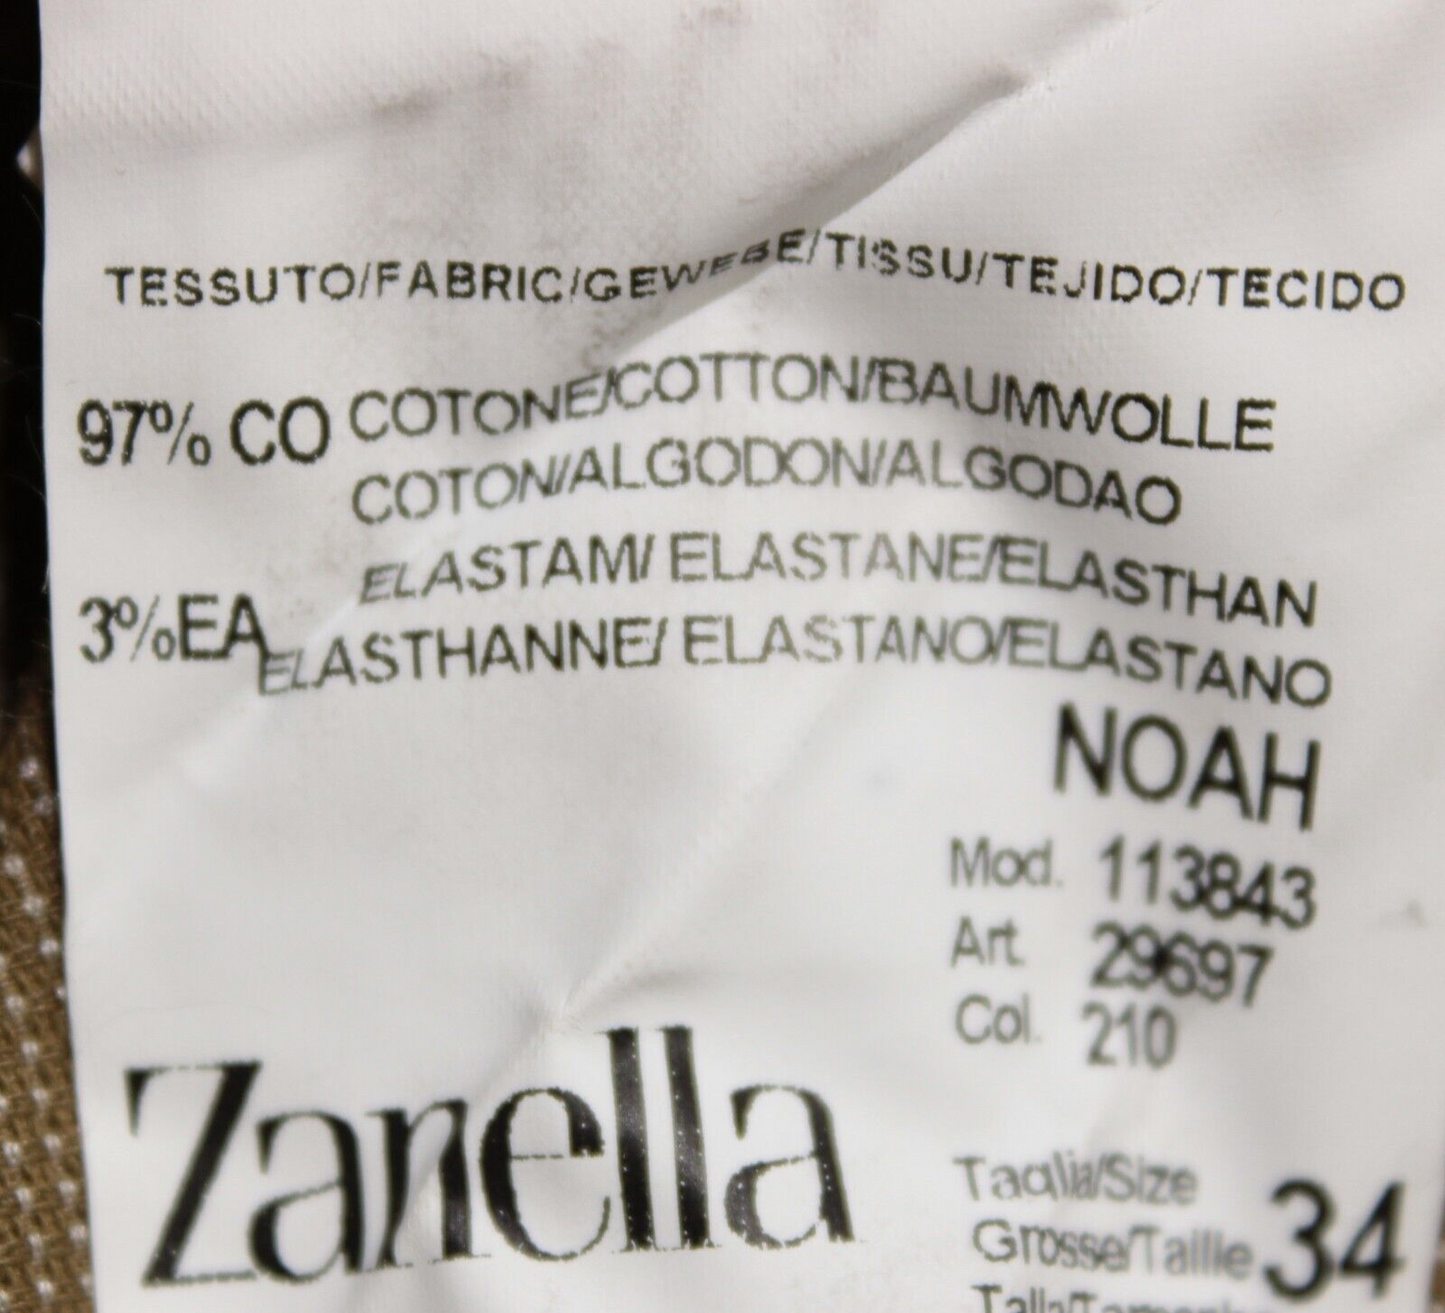 TESSUTO/FABRIC/GEWEBE/TISSU/TEJIDO/TECIDO
97% CO COTONE/COTTON/BAUMWOLLE
COTON/ALGODON/ALGODAO
3%EA ELASTAM/ ELASTANE/ELASTHAN
ELASTHANNE/ ELASTANO/ELASTANO
NOAH
Mod. 113843
Art. 29697
Col. 210
Zanella
Taglia/Size
Grosse/Taille 34